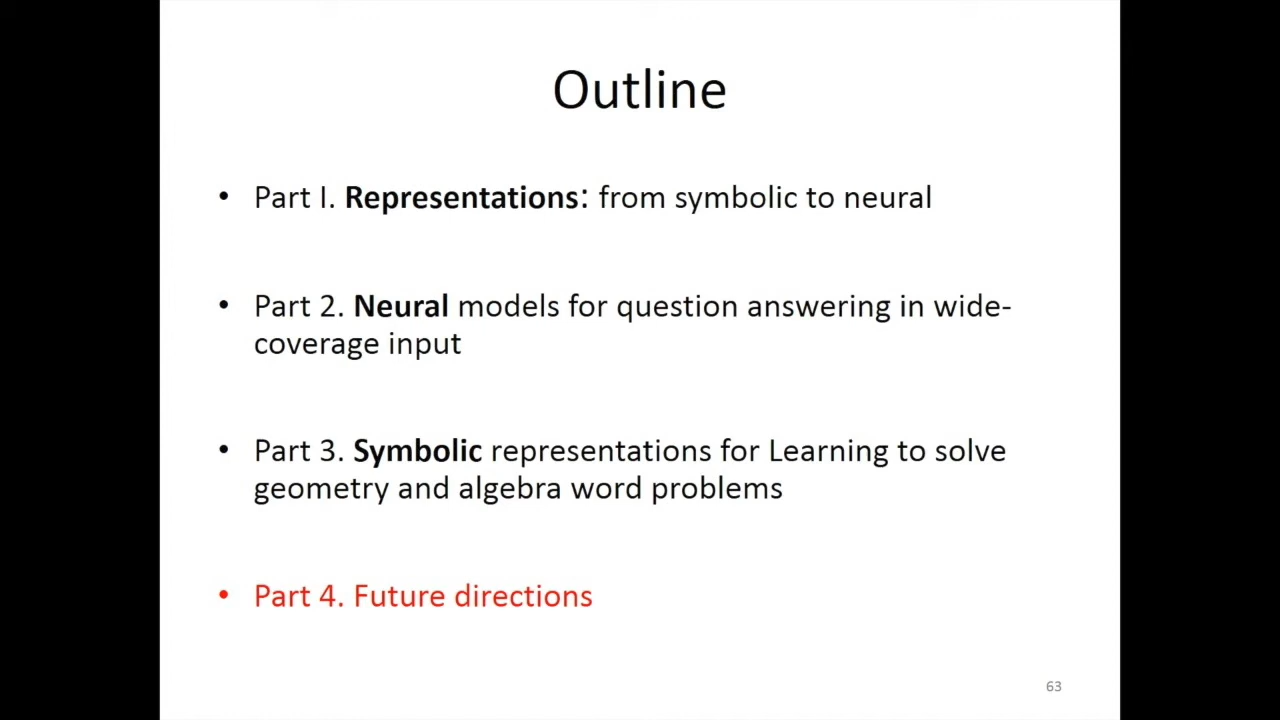 Outline
• Part I. Representations: from symbolic to neural
• Part 2. Neural models for question answering in wide-
coverage input
• Part 3. Symbolic representations for Learning to solve
geometry and algebra word problems
• Part 4. Future directions
63